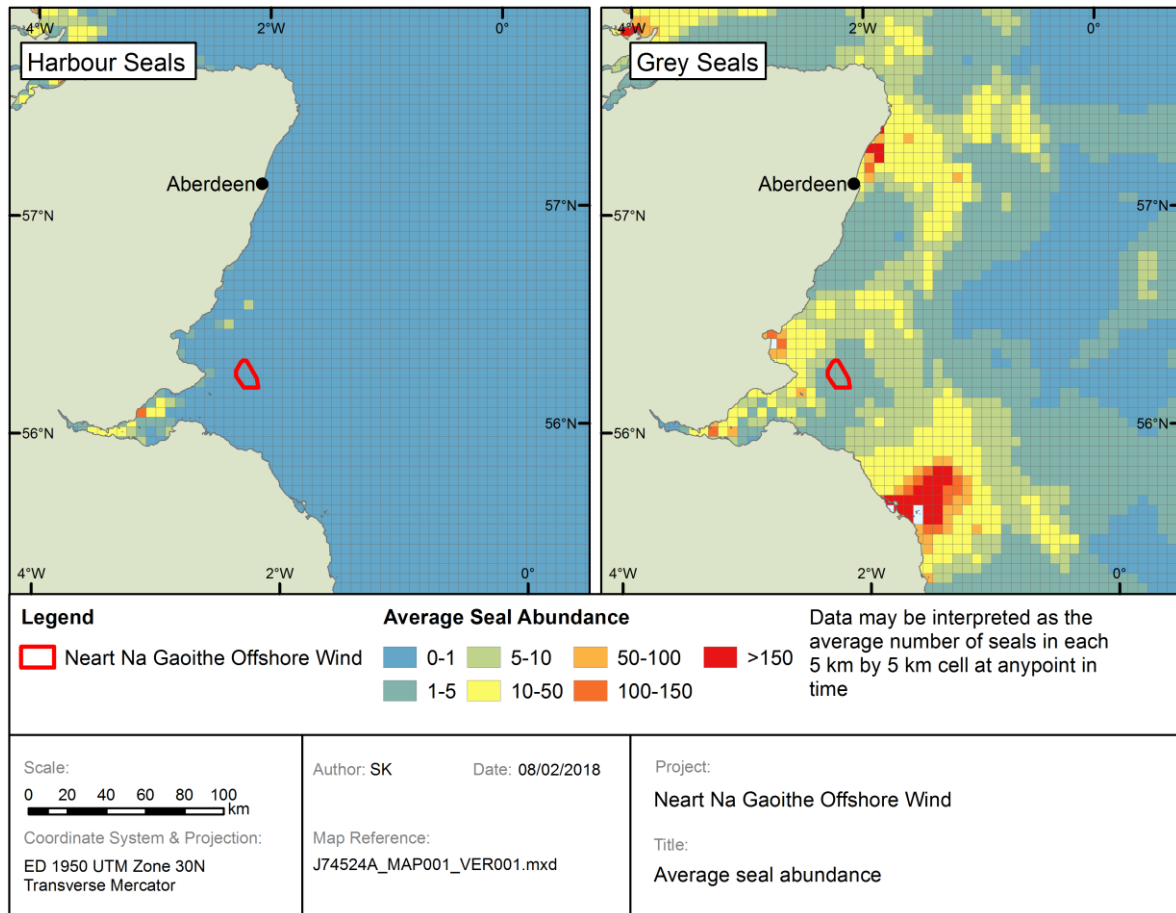 4°W
2°W
0°
Harbour Seals
Aberdeen
57°N
57°N
56°N
56°N
4°W
2°W
0°
4°W
2°W
0°
Grey Seals
Aberdeen
57°N
57°N
56°N
56°N
4°W
2°W
0°
Legend
Neart Na Gaoithe Offshore Wind
Average Seal Abundance
0-1
5-10
50-100
>150
1-5
10-50
100-150
Data may be interpreted as the
average number of seals in each
5 km by 5 km cell at anypoint in
time
Scale:
0 20 40 60 80 100
km
Coordinate System & Projection:
ED 1950 UTM Zone 30N
Transverse Mercator
Author: SK Date: 08/02/2018
Map Reference:
J74524A_MAP001_VER001.mxd
Project:
Neart Na Gaoithe Offshore Wind
Title:
Average seal abundance